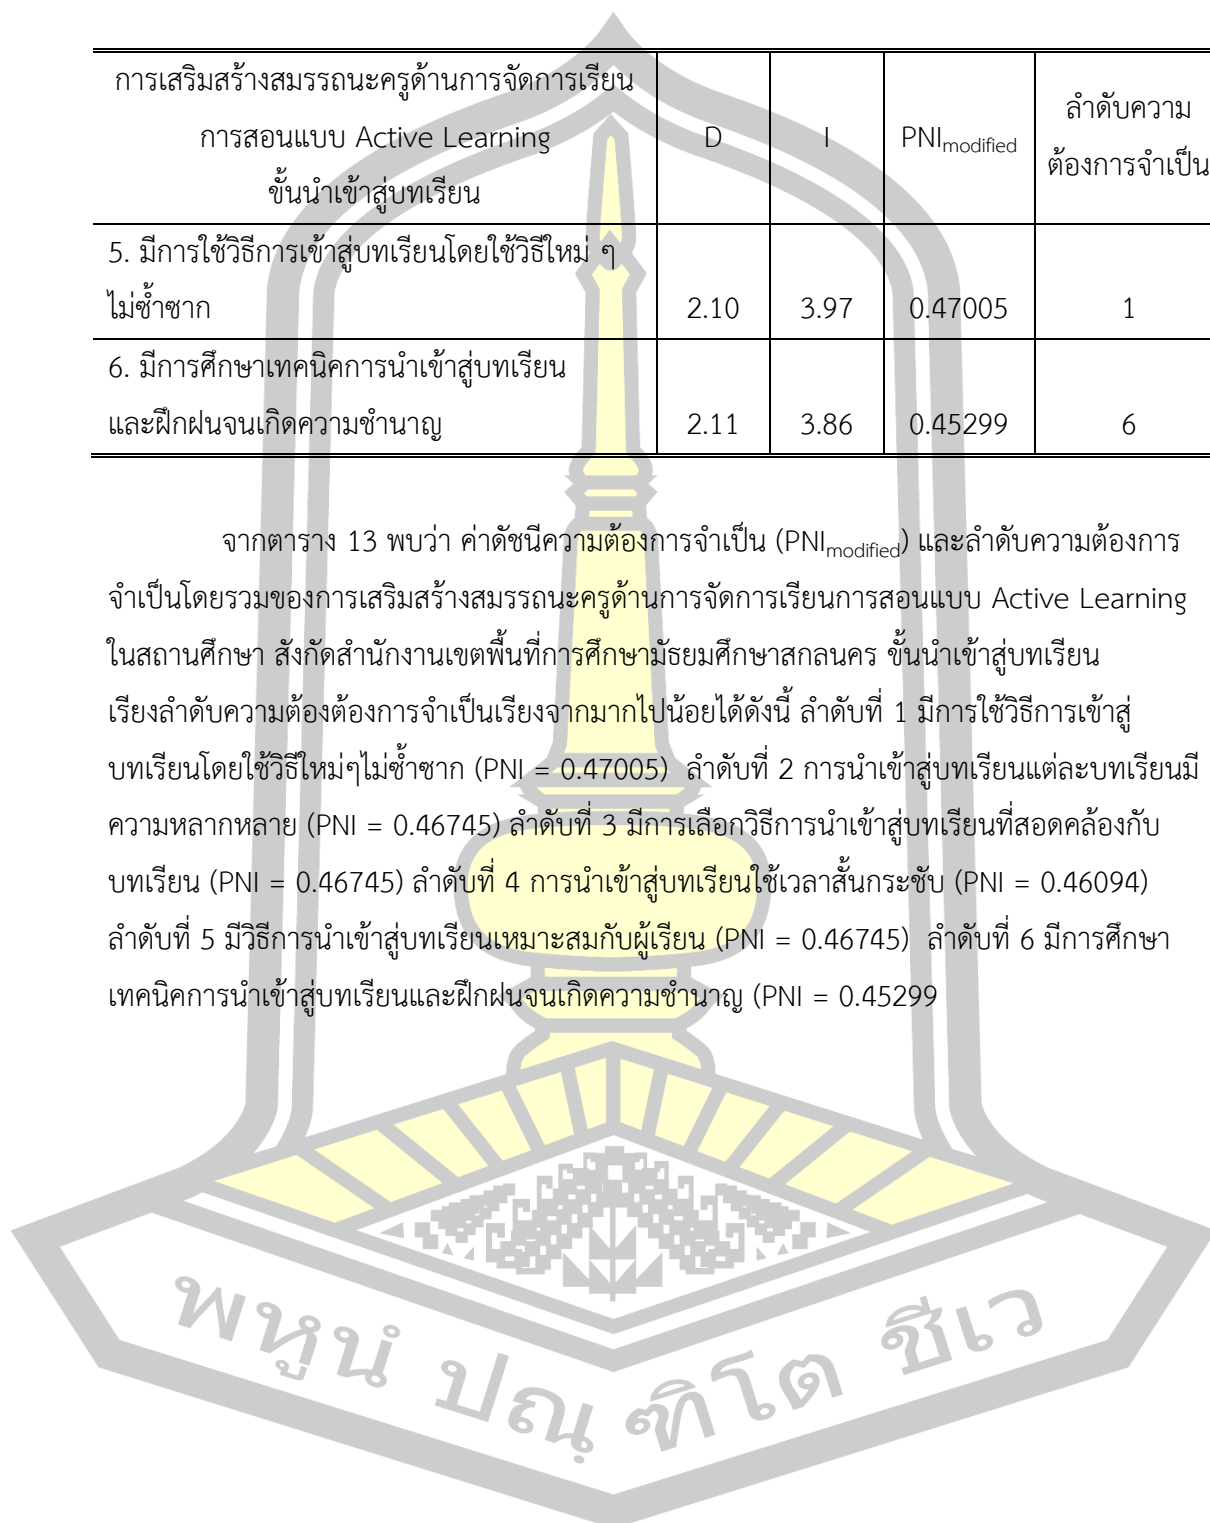 การเสริมสร้างสมรรถนะครูด้านการจัดการเรียน
การสอนแบบ Active Learning
ขั้นนำเข้าสู่บทเรียน
D
I
PNImodified
ลำดับความ
ต้องการจำเป็น
5. มีการใช้วิธีการเข้าสู่บทเรียนโดยใช้วิธีใหม่ ๆ
ไม่ซ้ำซาก 2.10 3.97 0.47005 1
6. มีการศึกษาเทคนิคการนำเข้าสู่บทเรียน
และฝึกฝนจนเกิดความชำนาญ 2.11 3.86 0.45299 6
จากตาราง 13 พบว่า ค่าดัชนีความต้องการจำเป็น (PNImodified) และลำดับความต้องการ
จำเป็นโดยรวมของการเสริมสร้างสมรรถนะครูด้านการจัดการเรียนการสอนแบบ Active Learning
ในสถานศึกษา สังกัดสำนักงานเขตพื้นที่การศึกษามัธยมศึกษาสกลนคร ขั้นนำเข้าสู่บทเรียน
เรียงลำดับความต้องต้องการจำเป็นเรียงจากมากไปน้อยได้ดังนี้ ลำดับที่ 1 มีการใช้วิธีการเข้าสู่
บทเรียนโดยใช้วิธีใหม่ๆไม่ซ้ำซาก (PNI = 0.47005) ลำดับที่ 2 การนำเข้าสู่บทเรียนแต่ละบทเรียนมี
ความหลากหลาย (PNI = 0.46745) ลำดับที่ 3 มีการเลือกวิธีการนำเข้าสู่บทเรียนที่สอดคล้องกับ
บทเรียน (PNI = 0.46745) ลำดับที่ 4 การนำเข้าสู่บทเรียนใช้เวลาสั้นกระชับ (PNI = 0.46094)
ลำดับที่ 5 มีวิธีการนำเข้าสู่บทเรียนเหมาะสมกับผู้เรียน (PNI = 0.46745) ลำดับที่ 6 มีการศึกษา
เทคนิคการนำเข้าสู่บทเรียนและฝึกฝนจนเกิดความชำนาญ (PNI = 0.45299
พหูนํ ปณฺฑิโต ชีเว